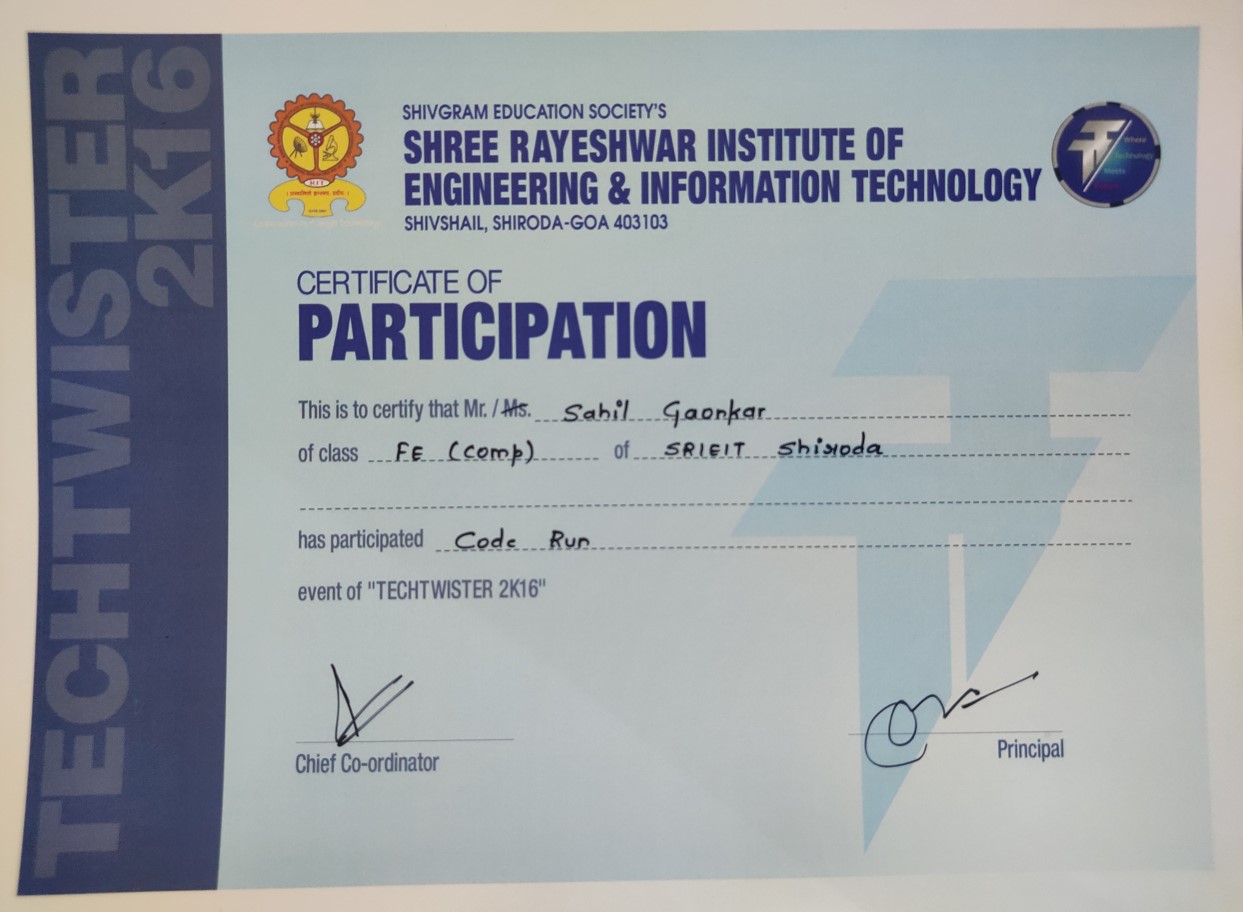 TECHTWISTER
2K16
SHIVGRAM EDUCATION SOCIETY'S
SHREE RAYESHWAR INSTITUTE OF
ENGINEERING & INFORMATION TECHNOLOGY
SHIVSHAIL, SHIRODA-GOA 403103
Where
Technology
Meets
CERTIFICATE OF
PARTICIPATION
This is to certify that Mr. / Ms. Sahil Gaonkar
of class FE (Comp) of SRIEIT Shiroda
has participated Code Run
event of "TECHTWISTER 2K16"
Chief Co-ordinator
Principal